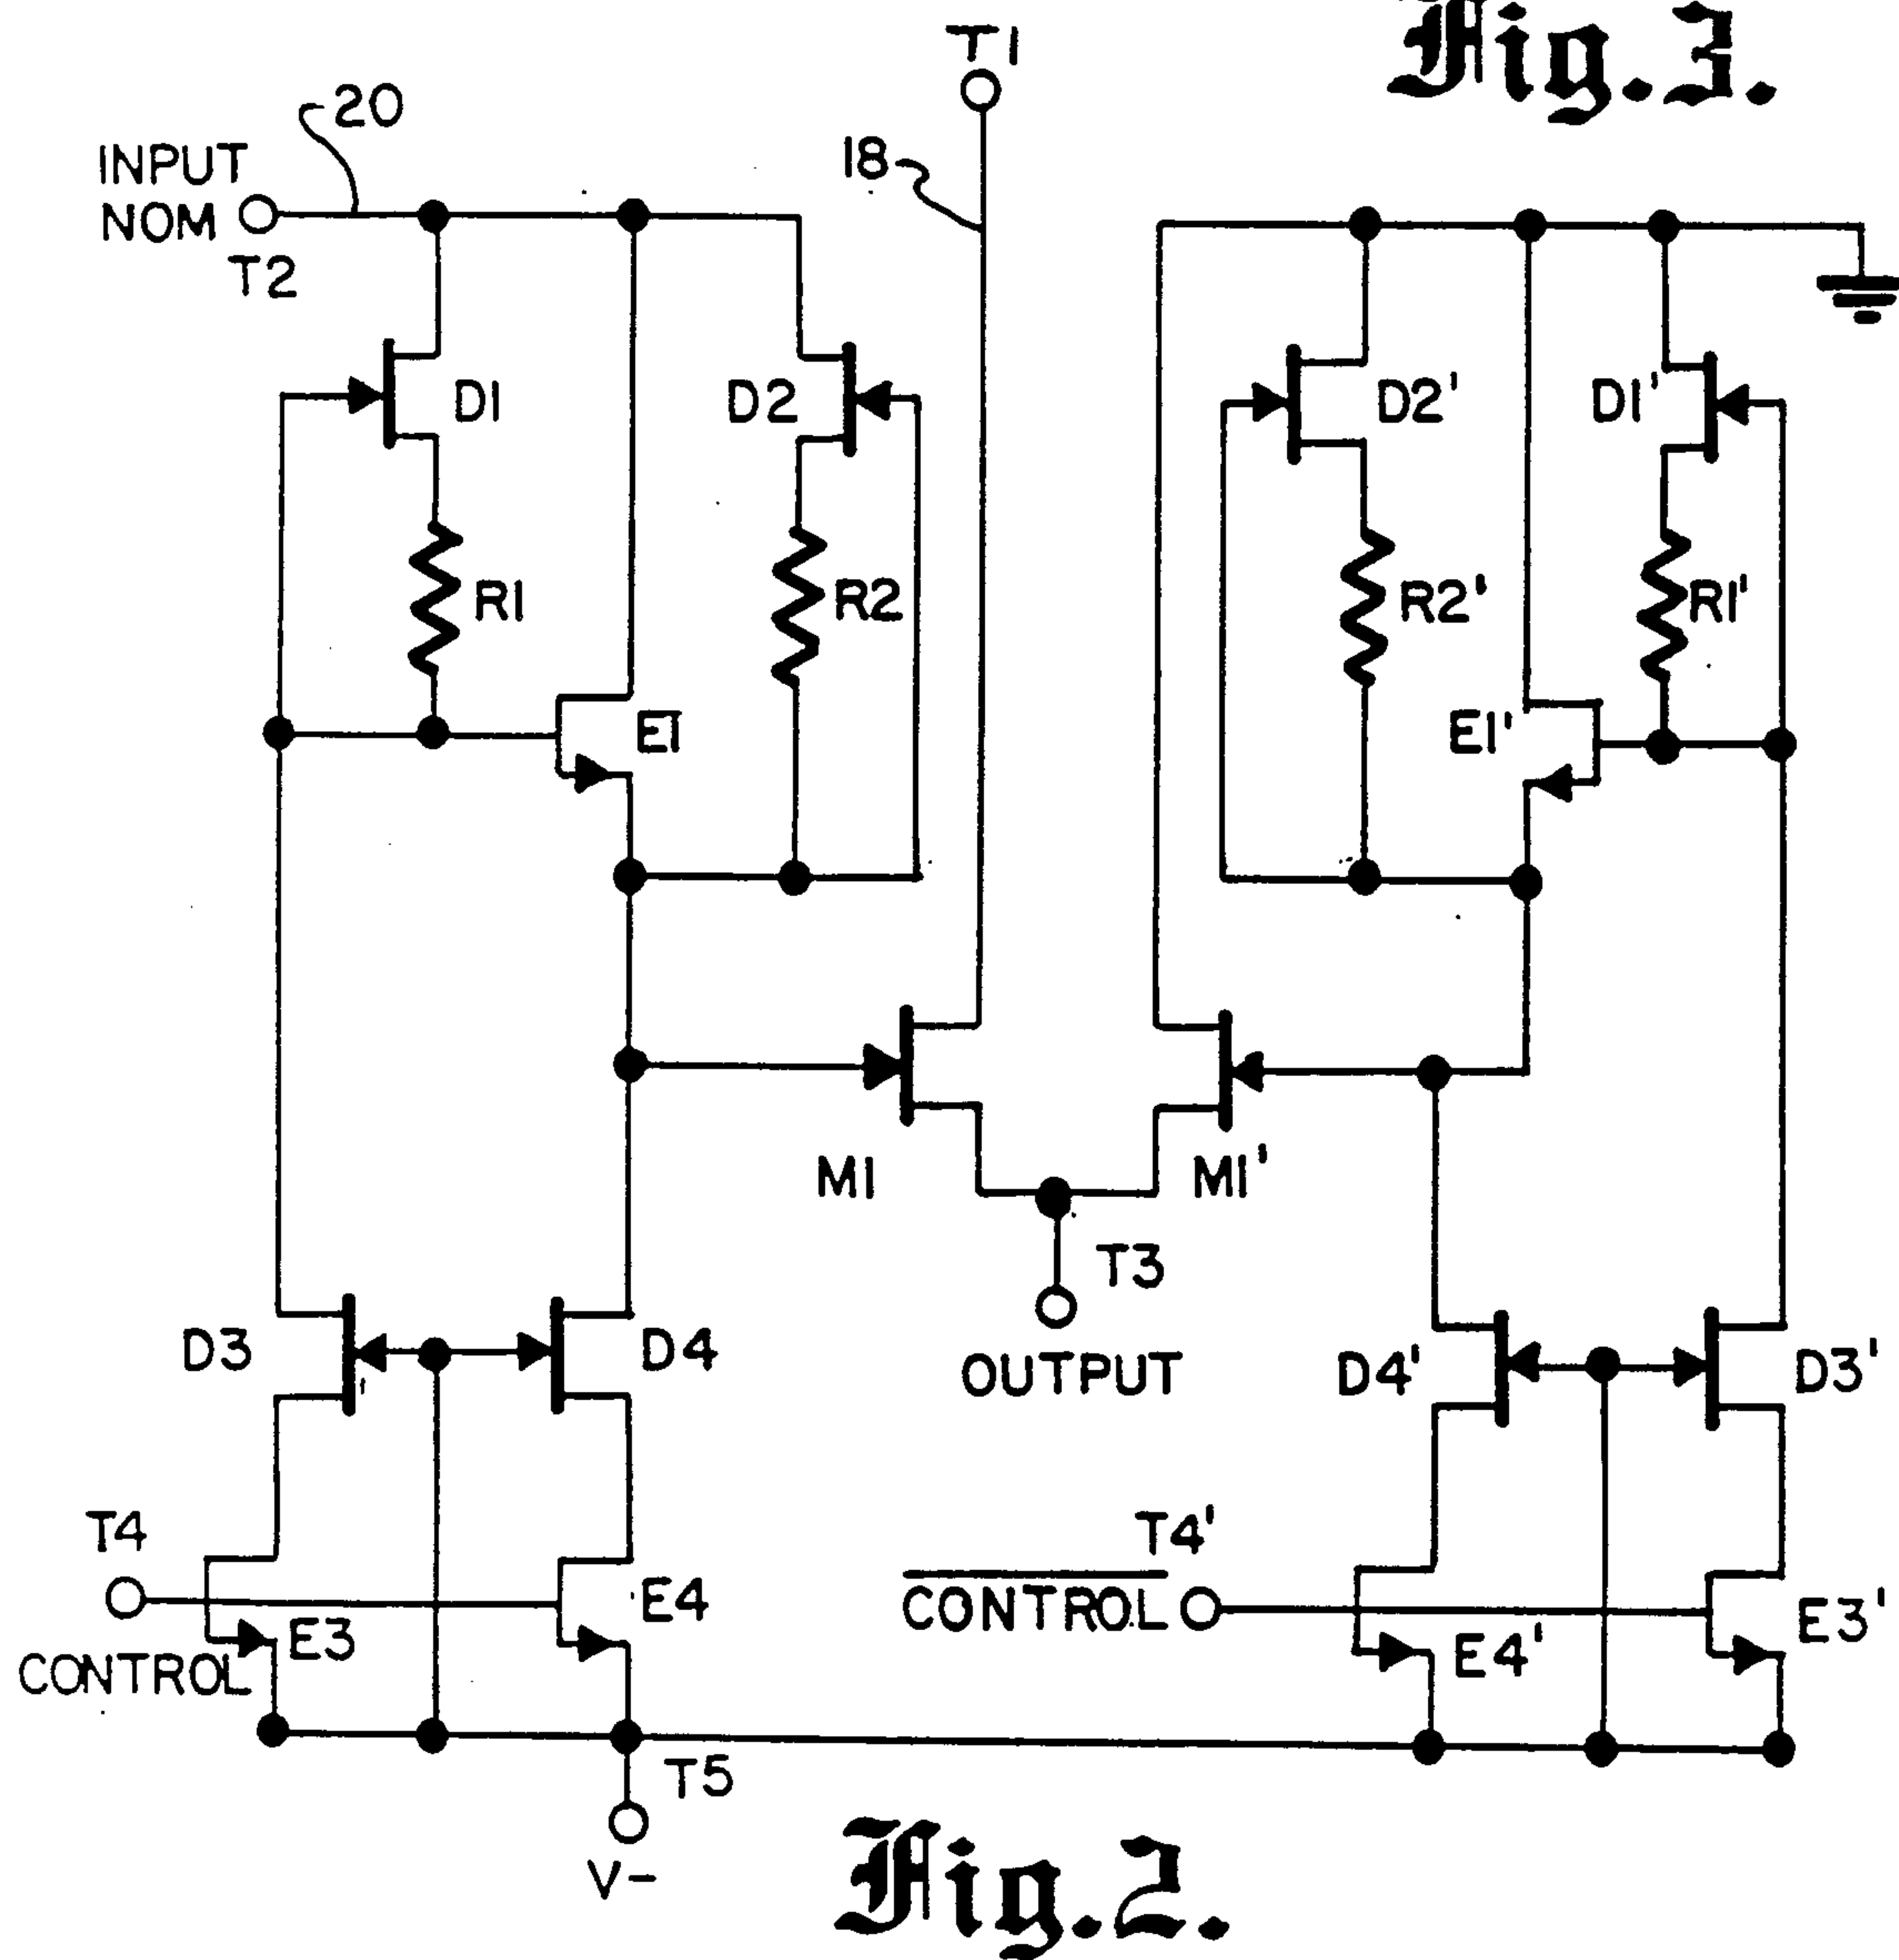 Fig. 3.
T1
20
INPUT
NOM
T2
18
D1
D2
D2'
D1'
R1
R2
R2'
R1'
E1
E1'
M1
M1'
T3
OUTPUT
D3
D4
D4'
D3'
T4
T4'
CONTROL
E4
E3'
E3
E4'
CONTROL
T5
V-
Fig. 2.